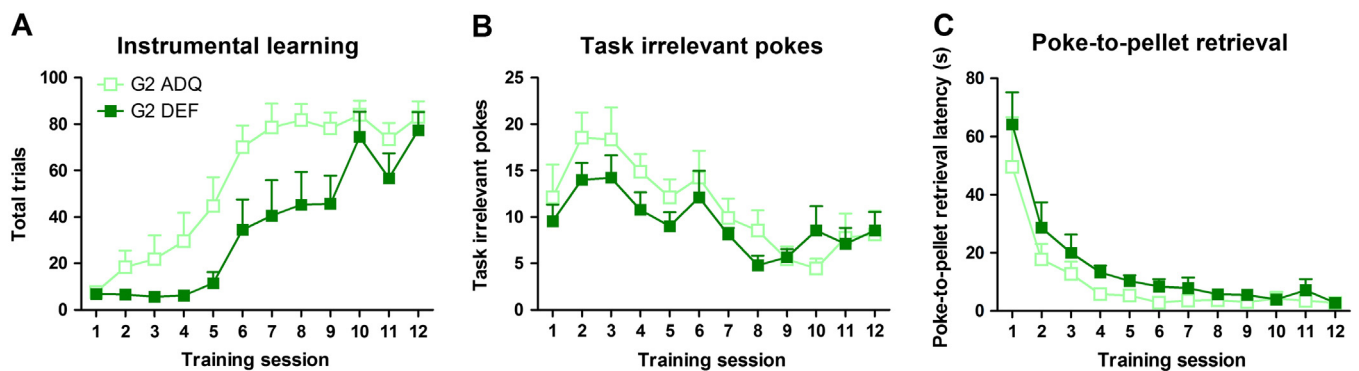 A
Instrumental learning
G2 ADQ
G2 DEF
Total trials
100
80
60
40
20
0
1 2 3 4 5 6 7 8 9 10 11 12
Training session
B
Task irrelevant pokes
Task irrelevant pokes
25
20
15
10
5
0
1 2 3 4 5 6 7 8 9 10 11 12
Training session
C
Poke-to-pellet retrieval
Poke-to-pellet retrieval latency (s)
80
60
40
20
0
1 2 3 4 5 6 7 8 9 10 11 12
Training session